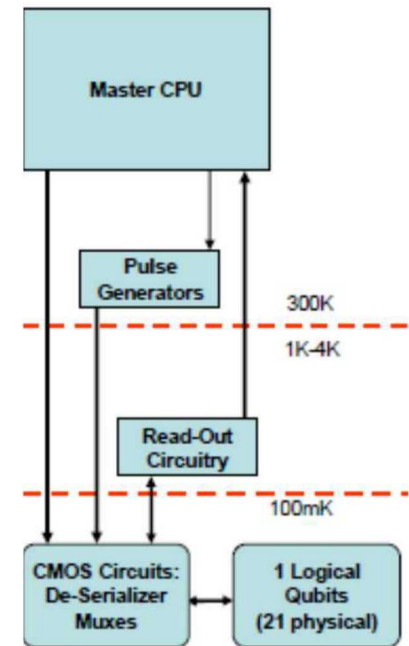 Master CPU
Pulse
Generators
300K
1K-4K
Read-Out
Circuitry
100mK
CMOS Circuits:
De-Serializer
Muxes
1 Logical
Qubits
(21 physical)